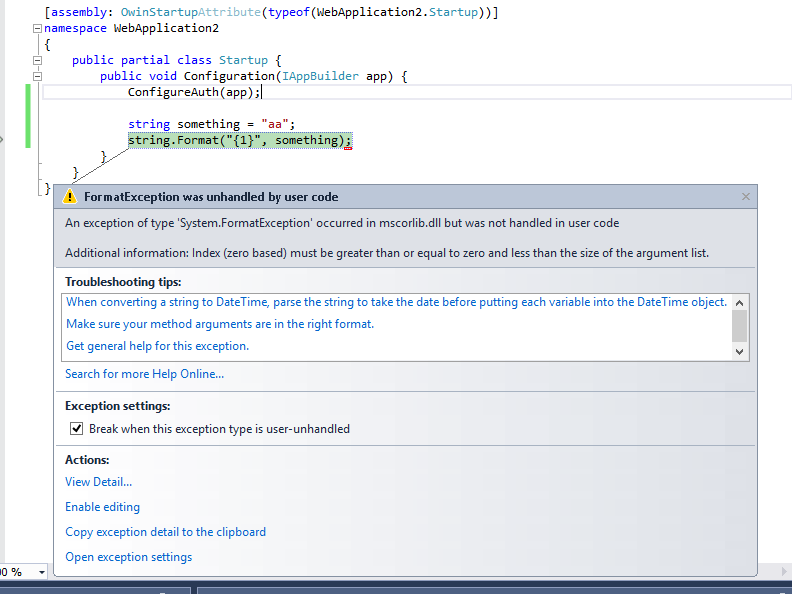 [assembly: OwinStartupAttribute(typeof(WebApplication2.Startup))]
namespace WebApplication2
{
public partial class Startup {
public void Configuration(IAppBuilder app) {
ConfigureAuth(app);
string something = "aa";
string.Format("{1}", something);
}
}
}
FormatException was unhandled by user code
An exception of type 'System.FormatException' occurred in mscorlib.dll but was not handled in user code
Additional information: Index (zero based) must be greater than or equal to zero and less than the size of the argument list.
Troubleshooting tips:
When converting a string to DateTime, parse the string to take the date before putting each variable into the DateTime object.
Make sure your method arguments are in the right format.
Get general help for this exception.
Search for more Help Online...
Exception settings:
Break when this exception type is user-unhandled
Actions:
View Detail...
Enable editing
Copy exception detail to the clipboard
Open exception settings
0 %